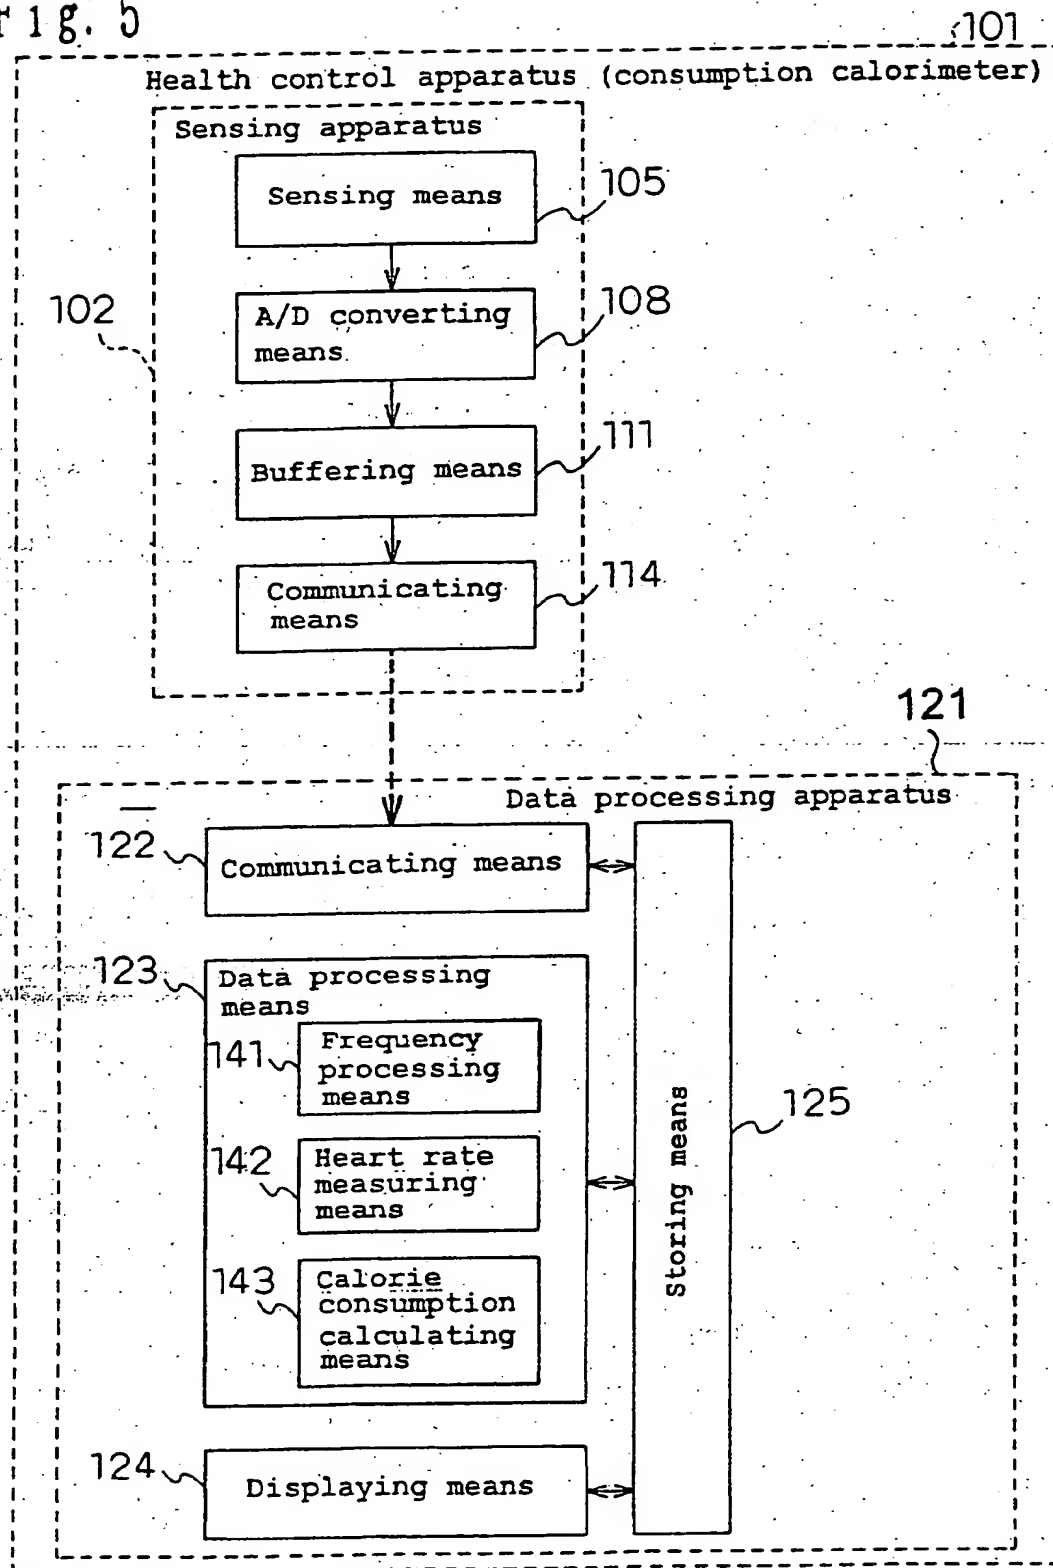 Fig. 5
101
Health control apparatus (consumption calorimeter)
Sensing apparatus
Sensing means
105
102
A/D converting
means
108
Buffering means
111
Communicating
means
114
121
Data processing apparatus
122
Communicating means
123
Data processing
means
141
Frequency
processing
means
142
Heart rate
measuring
means
143
Calorie
consumption
calculating
means
Storing means
125
124
Displaying means